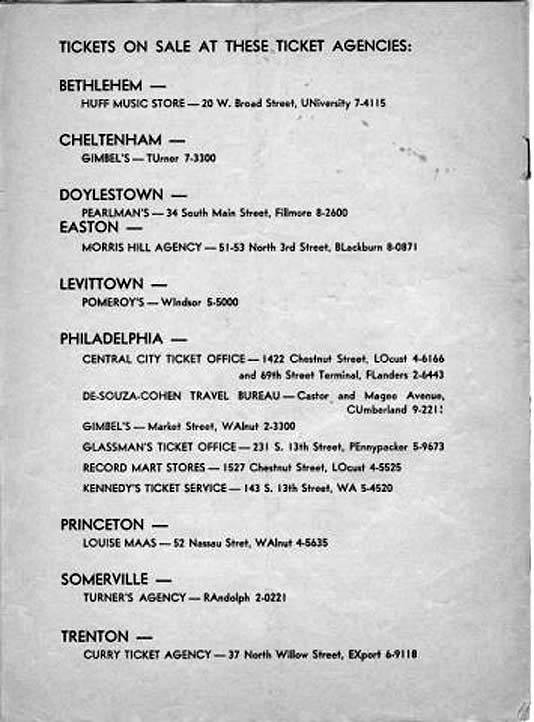 TICKETS ON SALE AT THESE TICKET AGENCIES:
BETHLEHEM —
HUFF MUSIC STORE — 20 W. Broad Street, UNiversity 7-4115
CHELTENHAM —
GIMBEL'S — TUrner 7-3300
DOYLESTOWN —
PEARLMAN'S — 34 South Main Street, Fillmore 8-2600
EASTON —
MORRIS HILL AGENCY — 51-53 North 3rd Street, BLackburn 8-0871
LEVITTOWN —
POMEROY'S — WIndsor 5-5000
PHILADELPHIA —
CENTRAL CITY TICKET OFFICE — 1422 Chestnut Street, LOcust 4-6166
and 69th Street Terminal, FLanders 2-6443
DE-SOUZA-COHEN TRAVEL BUREAU — Castor and Magee Avenue,
CUmberland
GIMBEL'S — Market Street, WAlnut 2-3300
GLASSMAN'S TICKET OFFICE — 231 S. 13th Street, PEnnypacker 5-9673
RECORD MART STORES — 1527 Chestnut Street, LOcust 4-5525
KENNEDY'S TICKET SERVICE — 143 S. 13th Street, WA 5-4520
PRINCETON —
LOUISE MAAS — 52 Nassau Stret, WAlnut 4-5635
SOMERVILLE —
TURNER'S AGENCY — RAndolph 2-0221
TRENTON —
CURRY TICKET AGENCY — 37 North Willow Street, EXport 6-9118